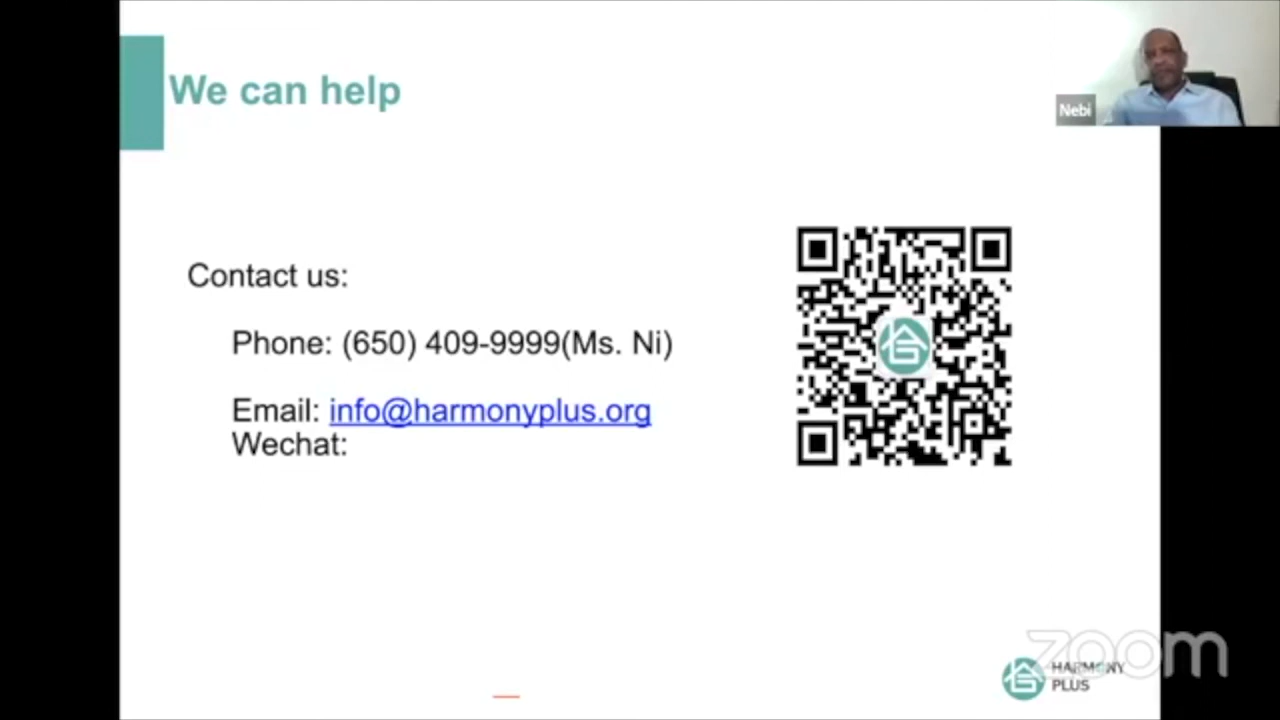 We can help
Nebi
Contact us:
Phone: (650) 409-9999(Ms. Ni)
Email: info@harmonyplus.org
Wechat:
zoom
HARMONY
PLUS